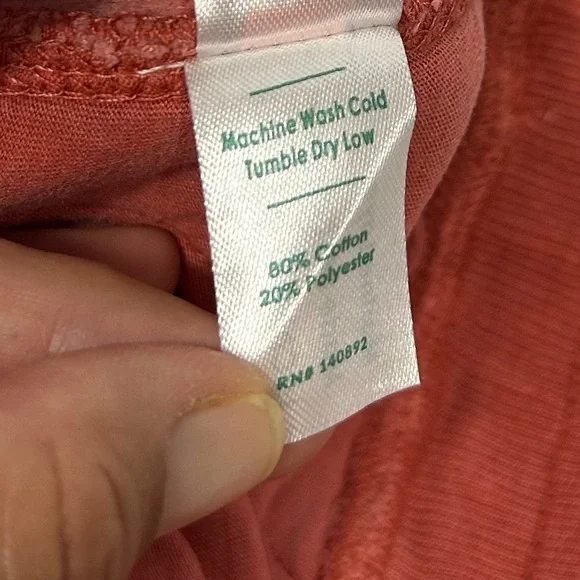 Machine Wash Cold
Tumble Dry Low
80% Cotton
20% Polyester
RN# 140892